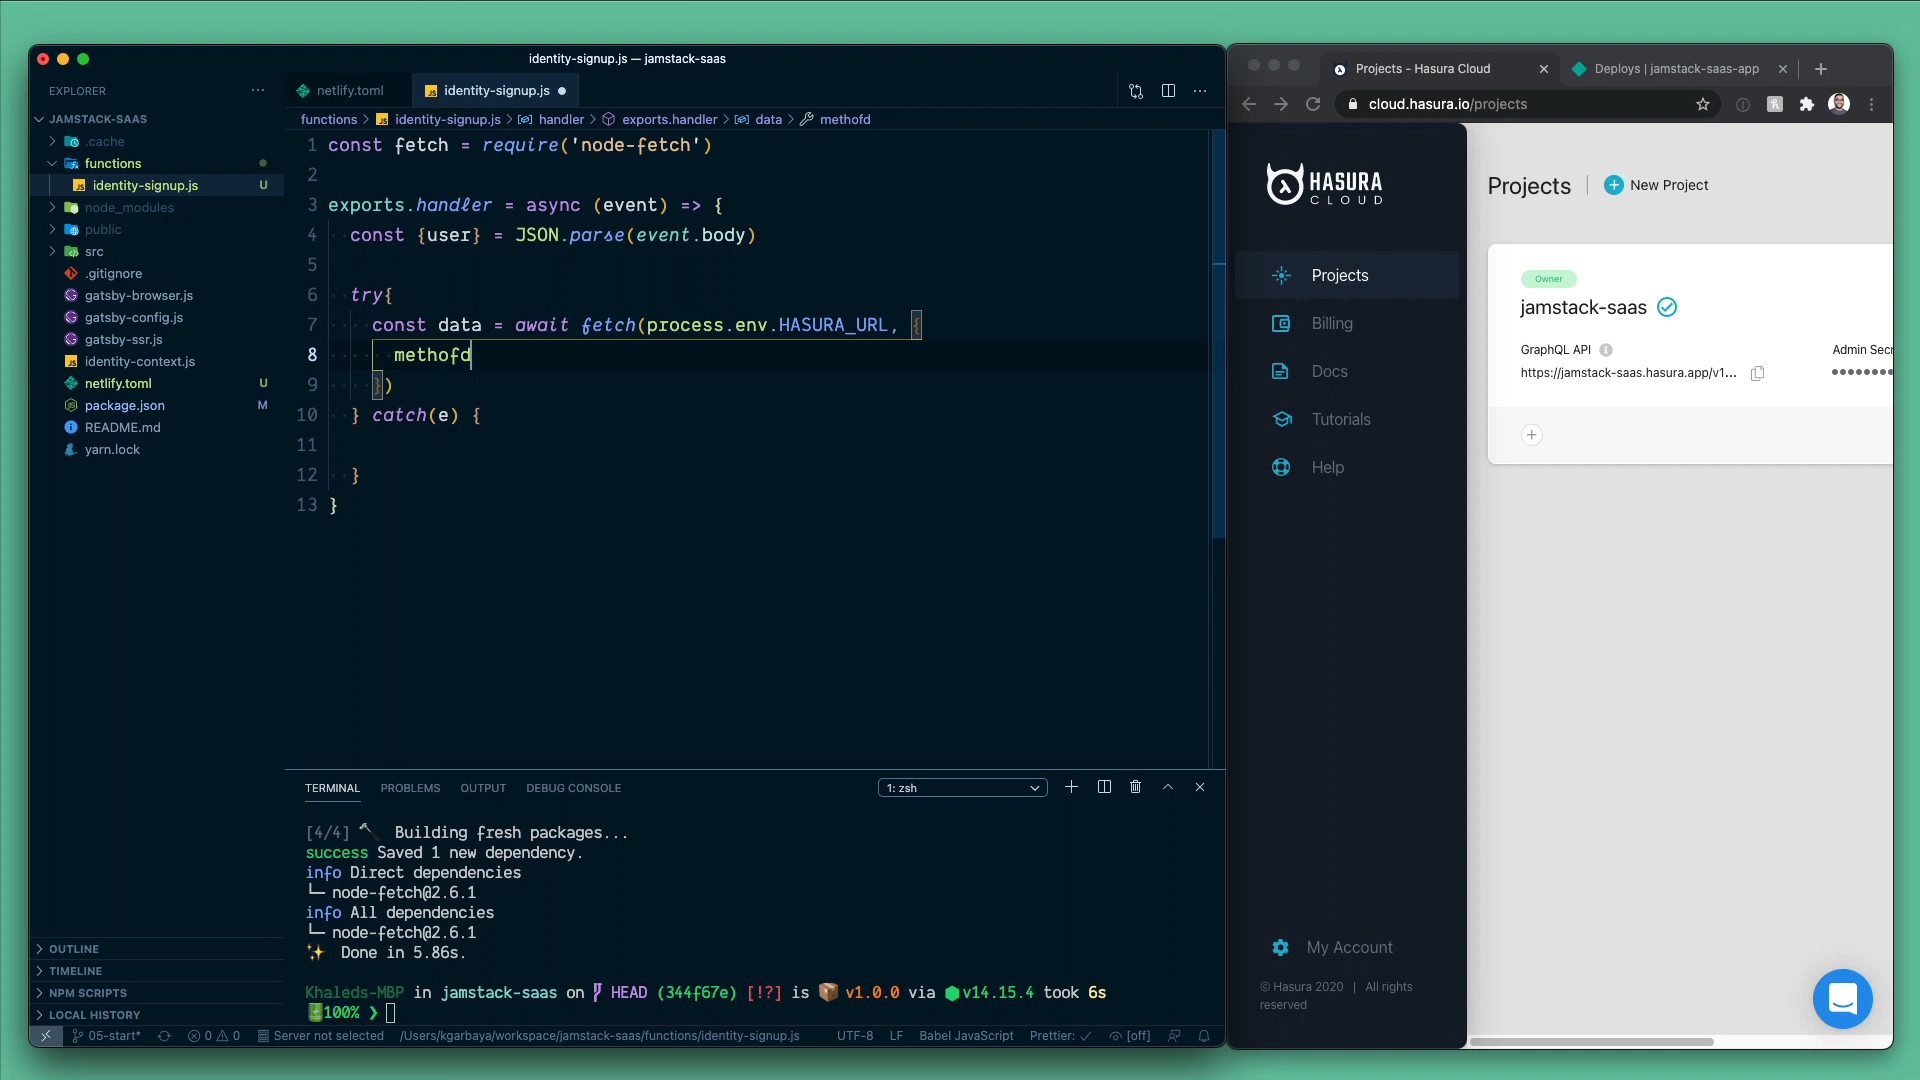 identity-signup.js — jamstack-saas
EXPLORER
JAMSTACK-SAAS
.cache
functions
identity-signup.js U
node_modules
public
src
.gitignore
gatsby-browser.js
gatsby-config.js
gatsby-ssr.js
identity-context.js
netlify.toml U
package.json M
README.md
yarn.lock
OUTLINE
TIMELINE
NPM SCRIPTS
LOCAL HISTORY
netlify.toml
identity-signup.js
functions > identity-signup.js > handler > exports.handler > data > methofd
1 const fetch = require('node-fetch')
2
3 exports.handler = async (event) => {
4 const {user} = JSON.parse(event.body)
5
6 try{
7 const data = await fetch(process.env.HASURA_URL, {
8 methofd
9 })
10 } catch(e) {
11
12 }
13 }
TERMINAL PROBLEMS OUTPUT DEBUG CONSOLE
1: zsh
[4/4] 🔨 Building fresh packages...
success Saved 1 new dependency.
info Direct dependencies
└─ node-fetch@2.6.1
info All dependencies
└─ node-fetch@2.6.1
✨ Done in 5.86s.
Khaleds-MBP in jamstack-saas on HEAD (344f67e) [!?] is 📦 v1.0.0 via ⬢v14.15.4 took 6s
100% ❯
05-start* 0 0 Server not selected /Users/kgarbaya/workspace/jamstack-saas/functions/identity-signup.js UTF-8 LF Babel JavaScript Prettier: ✓ [off]
Projects - Hasura Cloud
Deploys | jamstack-saas-app
cloud.hasura.io/projects
HASURA
CLOUD
Projects
Billing
Docs
Tutorials
Help
My Account
© Hasura 2020 | All rights
reserved
Projects | New Project
Owner
jamstack-saas
GraphQL API
Admin Secr
https://jamstack-saas.hasura.app/v1...
••••••••